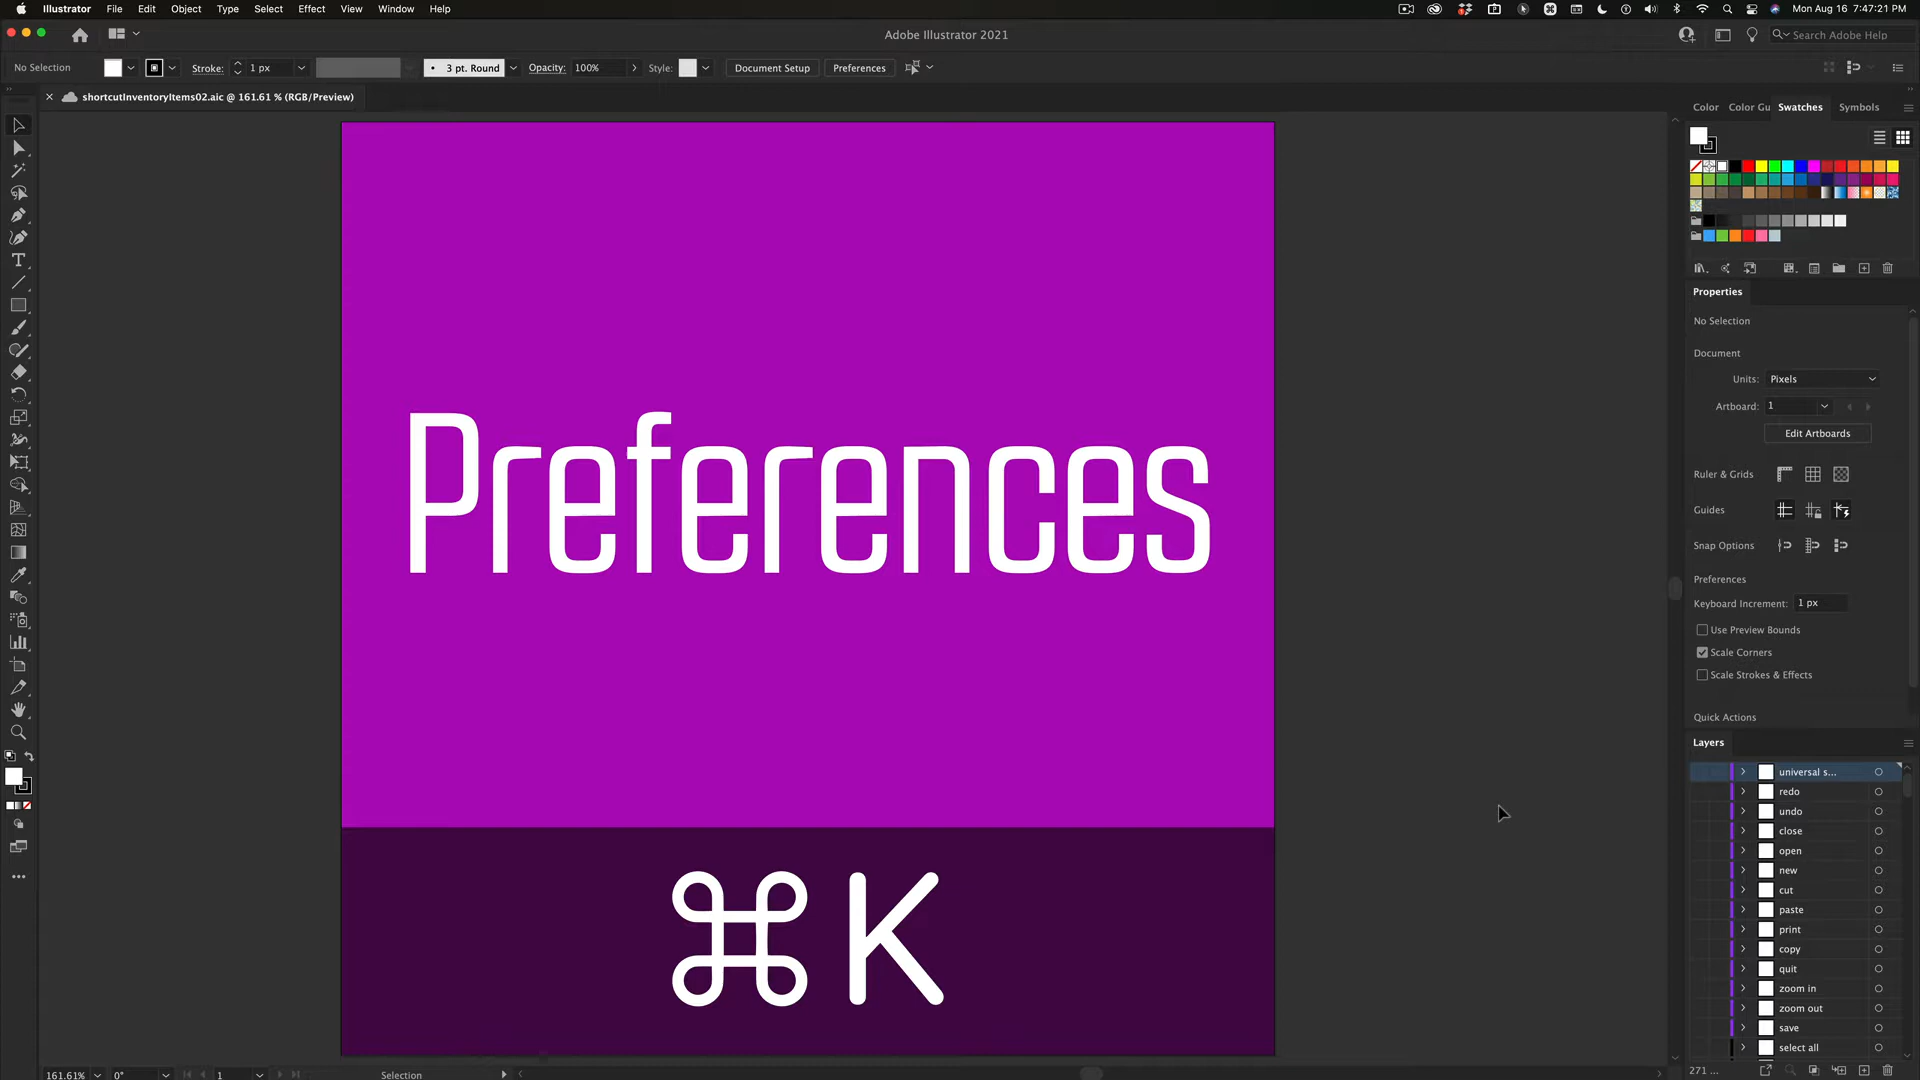 Illustrator File Edit Object Type Select Effect View Window Help
Mon Aug 16 7:47:21 PM
Adobe Illustrator 2021
Search Adobe Help
No Selection
Stroke: 1 px
3 pt. Round
Opacity: 100%
Style:
Document Setup
Preferences
× shortcutInventoryItems02.aic @ 161.61 % (RGB/Preview)
Preferences
⌘ K
Color Color Gu Swatches Symbols
Properties
No Selection
Document
Units: Pixels
Artboard: 1
Edit Artboards
Ruler & Grids
Guides
Snap Options
Preferences
Keyboard Increment: 1 px
Use Preview Bounds
Scale Corners
Scale Strokes & Effects
Quick Actions
Layers
universal s...
redo
undo
close
open
new
cut
paste
print
copy
quit
zoom in
zoom out
save
select all
271 ...
161.61% 0° 1 Selection